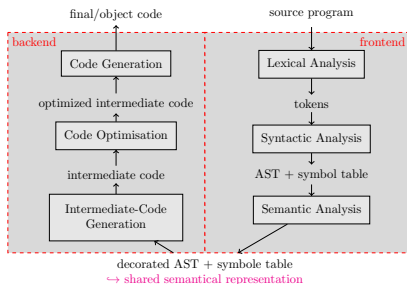 final/object code
source program
backend
frontend
Code Generation
Lexical Analysis
optimized intermediate code
tokens
Code Optimisation
Syntactic Analysis
intermediate code
AST + symbol table
Intermediate-Code
Generation
Semantic Analysis
decorated AST + symbole table
↪ shared semantical representation